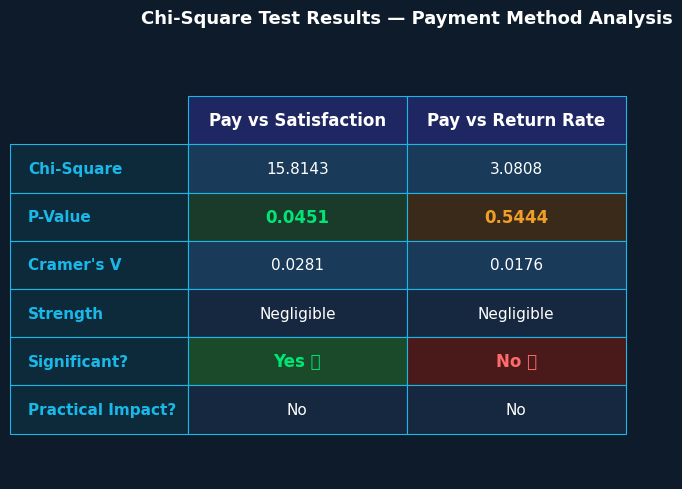 Chi-Square Test Results — Payment Method Analysis
Pay vs Satisfaction Pay vs Return Rate
Chi-Square 15.8143 3.0808
P-Value 0.0451 0.5444
Cramer's V 0.0281 0.0176
Strength Negligible Negligible
Significant? Yes No
Practical Impact? No No